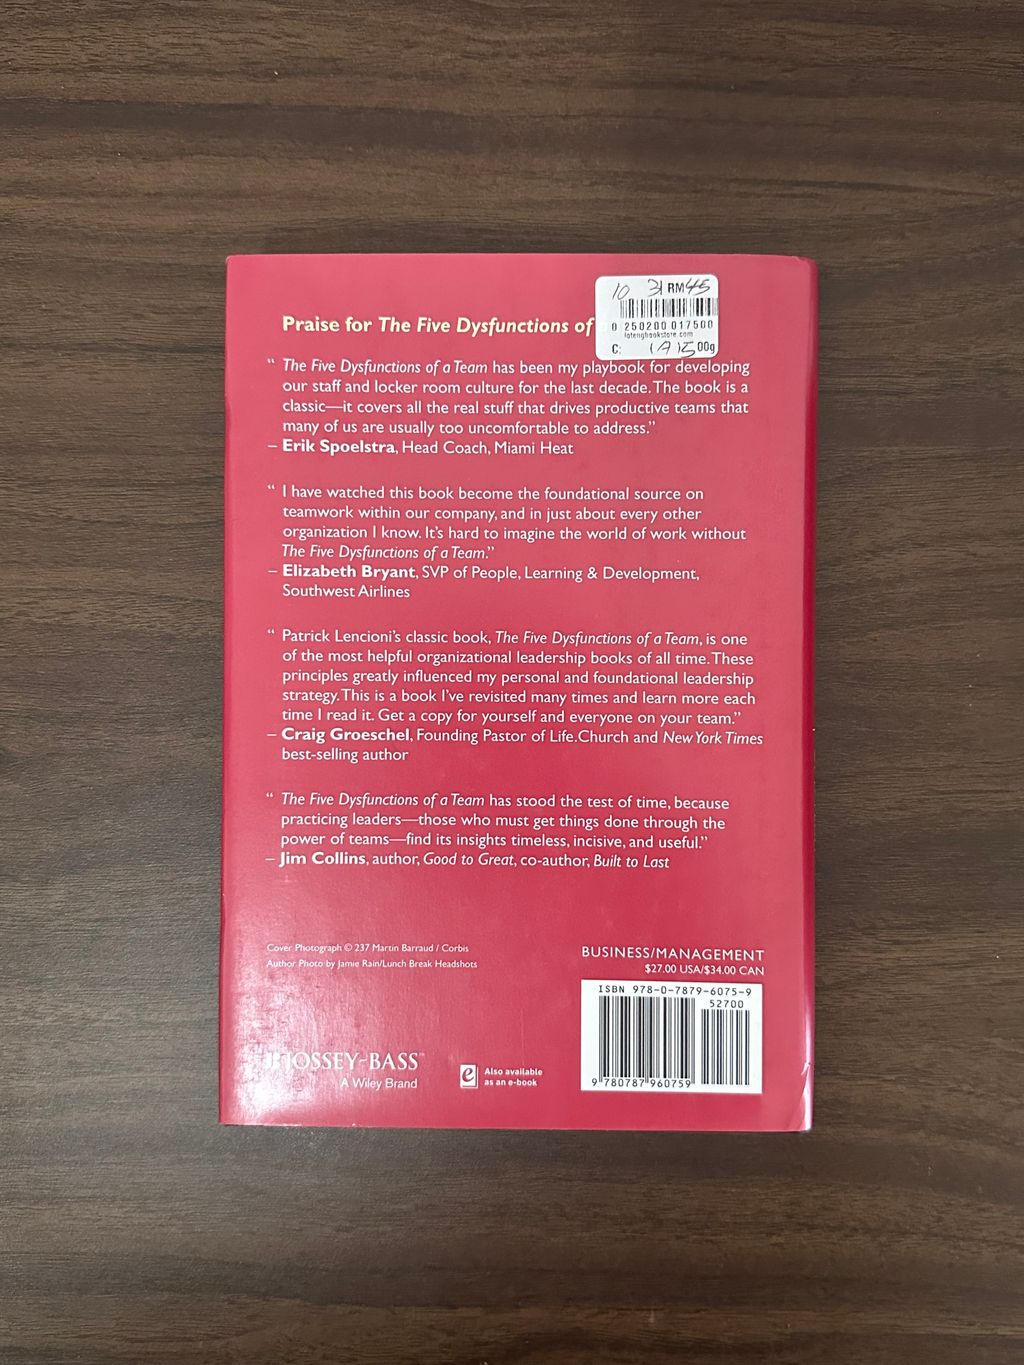 10 31 RM45
0 250200 017500
latengbookstore.com
C: 00g
Praise for The Five Dysfunctions of
“ The Five Dysfunctions of a Team has been my playbook for developing
our staff and locker room culture for the last decade. The book is a
classic—it covers all the real stuff that drives productive teams that
many of us are usually too uncomfortable to address.”
– Erik Spoelstra, Head Coach, Miami Heat
“ I have watched this book become the foundational source on
teamwork within our company, and in just about every other
organization I know. It’s hard to imagine the world of work without
The Five Dysfunctions of a Team.”
– Elizabeth Bryant, SVP of People, Learning & Development,
Southwest Airlines
“ Patrick Lencioni’s classic book, The Five Dysfunctions of a Team, is one
of the most helpful organizational leadership books of all time. These
principles greatly influenced my personal and foundational leadership
strategy. This is a book I’ve revisited many times and learn more each
time I read it. Get a copy for yourself and everyone on your team.”
– Craig Groeschel, Founding Pastor of Life.Church and New York Times
best-selling author
“ The Five Dysfunctions of a Team has stood the test of time, because
practicing leaders—those who must get things done through the
power of teams—find its insights timeless, incisive, and useful.”
– Jim Collins, author, Good to Great, co-author, Built to Last
Cover Photograph © 237 Martin Barraud / Corbis
Author Photo by Jamie Rain/Lunch Break Headshots
BUSINESS/MANAGEMENT
$27.00 USA/$34.00 CAN
ISBN 978-0-7879-6075-9
52700
9 780787 960759
JOSSEY-BASS™
A Wiley Brand
e
Also available
as an e-book